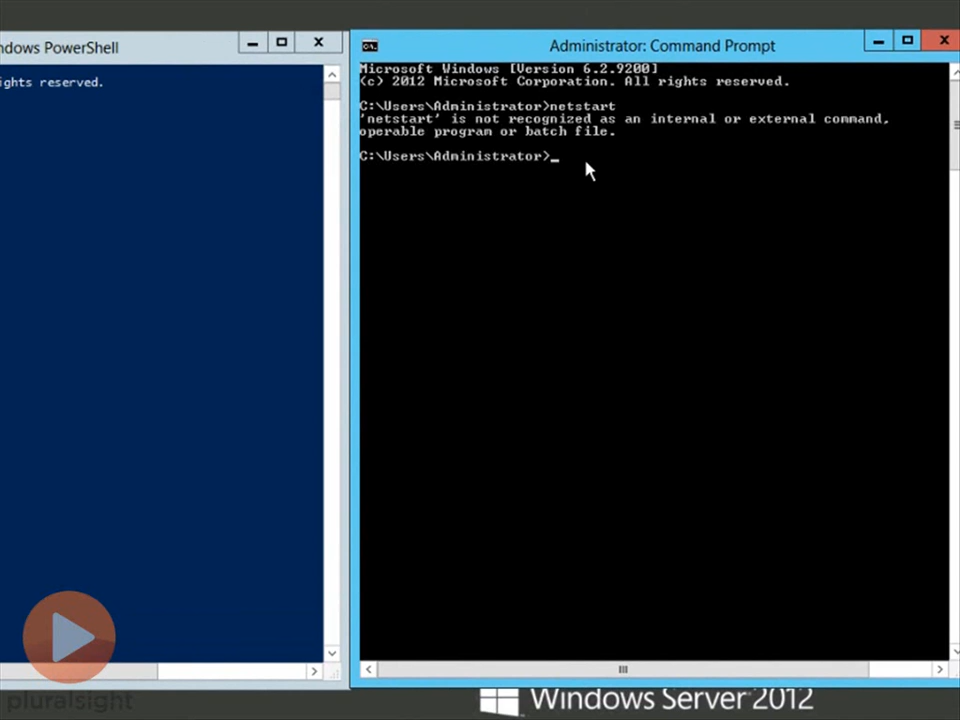 ndows PowerShell
ights reserved.
Administrator: Command Prompt
Microsoft Windows [Version 6.2.9200]
(c) 2012 Microsoft Corporation. All rights reserved.
C:\Users\Administrator>netstart
'netstart' is not recognized as an internal or external command,
operable program or batch file.
C:\Users\Administrator>_
pluralsight
Windows Server 2012